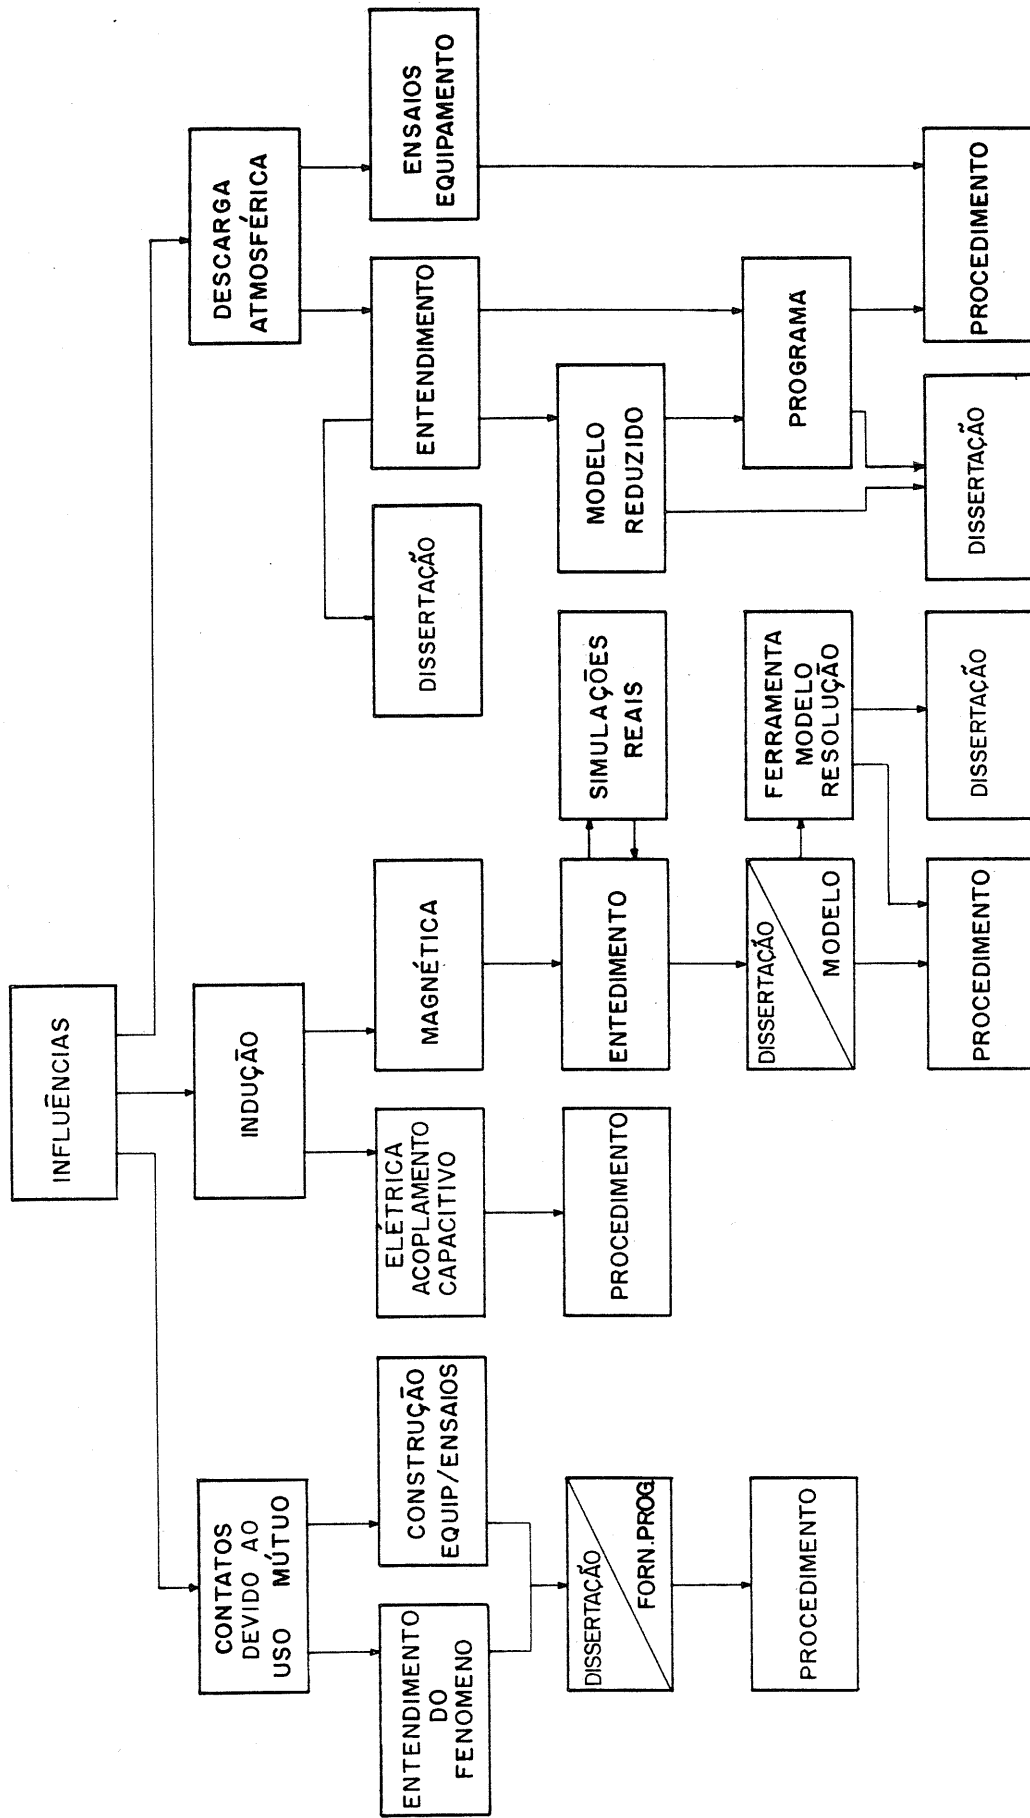 INFLUÊNCIAS
CONTATOS
DEVIDO AO
USO MÚTUO
INDUÇÃO
DESCARGA
ATMOSFÉRICA
ENTENDIMENTO
DO
FENOMENO
CONSTRUÇÃO
EQUIP/ENSAIOS
ELÉTRICA
ACOPLAMENTO
CAPACITIVO
MAGNÉTICA
DISSERTAÇÃO
ENTENDIMENTO
ENSAIOS
EQUIPAMENTO
DISSERTAÇÃO
FORN.PROG.
PROCEDIMENTO
ENTEDIMENTO
SIMULAÇÕES
REAIS
MODELO
REDUZIDO
PROCEDIMENTO
DISSERTAÇÃO
MODELO
FERRAMENTA
MODELO
RESOLUÇÃO
PROGRAMA
PROCEDIMENTO
DISSERTAÇÃO
DISSERTAÇÃO
PROCEDIMENTO